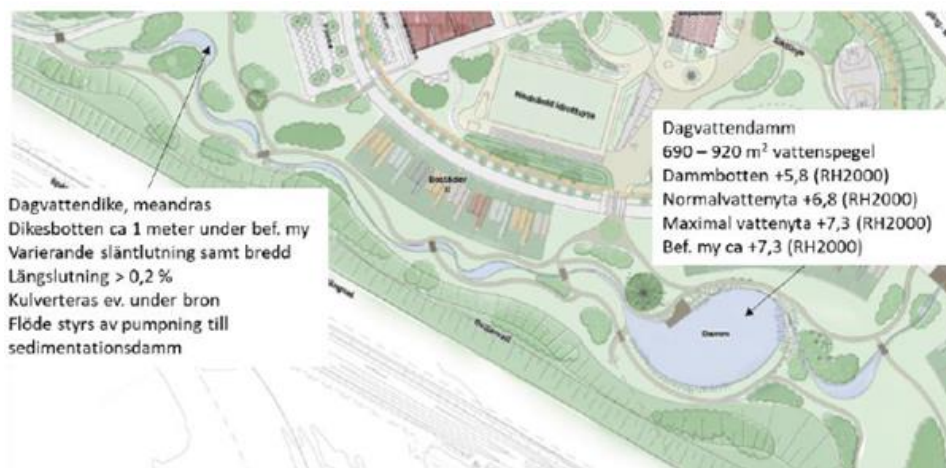 Dagvattendamm
690 – 920 m² vattenspegel
Dammbotten +5,8 (RH2000)
Normalvattenyta +6,8 (RH2000)
Maximal vattenyta +7,3 (RH2000)
Bef. my ca +7,3 (RH2000)
Dagvattendike, meandras
Dikesbotten ca 1 meter under bef. my
Varierande släntlutning samt bredd
Längslutning > 0,2 %
Kulverteras ev. under bron
Flöde styrs av pumpning till
sedimentationsdamm
Damm